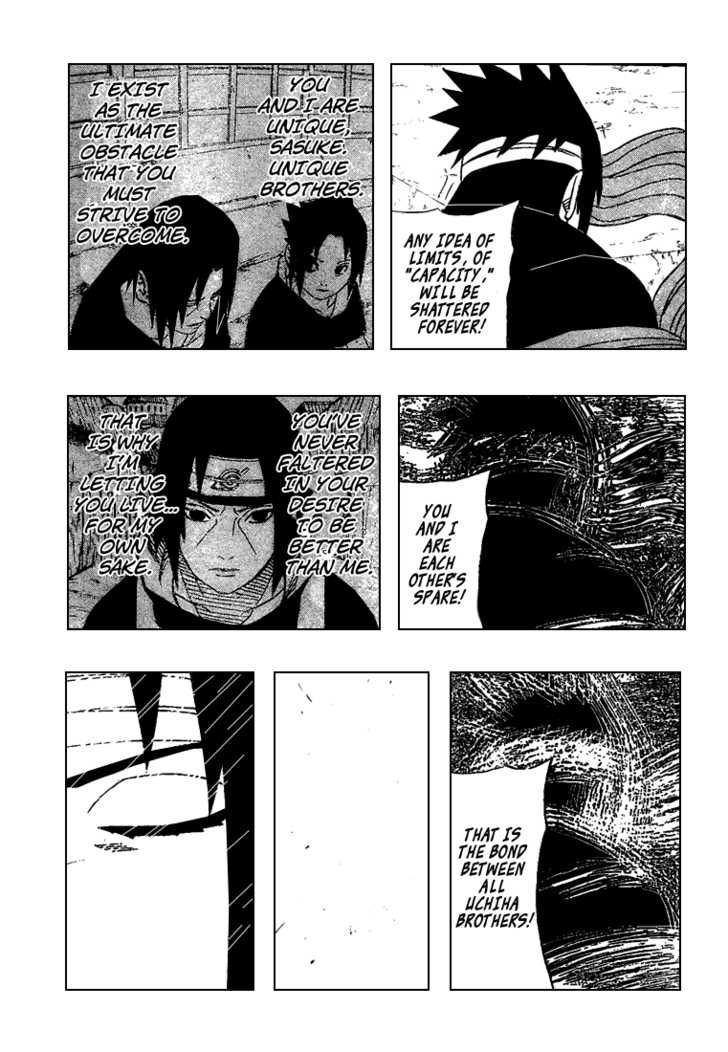 ANY IDEA OF
LIMITS, OF
"CAPACITY,"
WILL BE
SHATTERED
FOREVER!
YOU
AND I ARE
UNIQUE,
SASUKE.
UNIQUE
BROTHERS.
I EXIST
AS THE
ULTIMATE
OBSTACLE
THAT YOU
MUST
STRIVE TO
OVERCOME.
YOU
AND I
ARE
EACH
OTHER'S
SPARE!
YOU'VE
NEVER
FALTERED
IN YOUR
DESIRE
TO BE
BETTER
THAN ME.
THAT
IS WHY
I'M
LETTING
YOU LIVE...
FOR MY
OWN
SAKE.
THAT IS
THE BOND
BETWEEN
ALL
UCHIHA
BROTHERS!